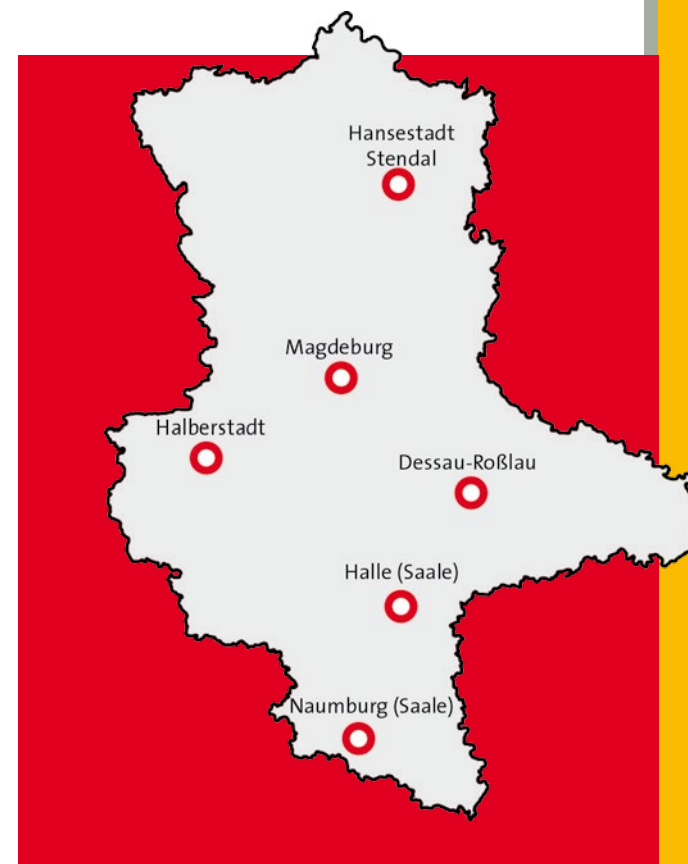 Hansestadt
Stendal
Magdeburg
Halberstadt
Dessau-Roßlau
Halle (Saale)
Naumburg (Saale)